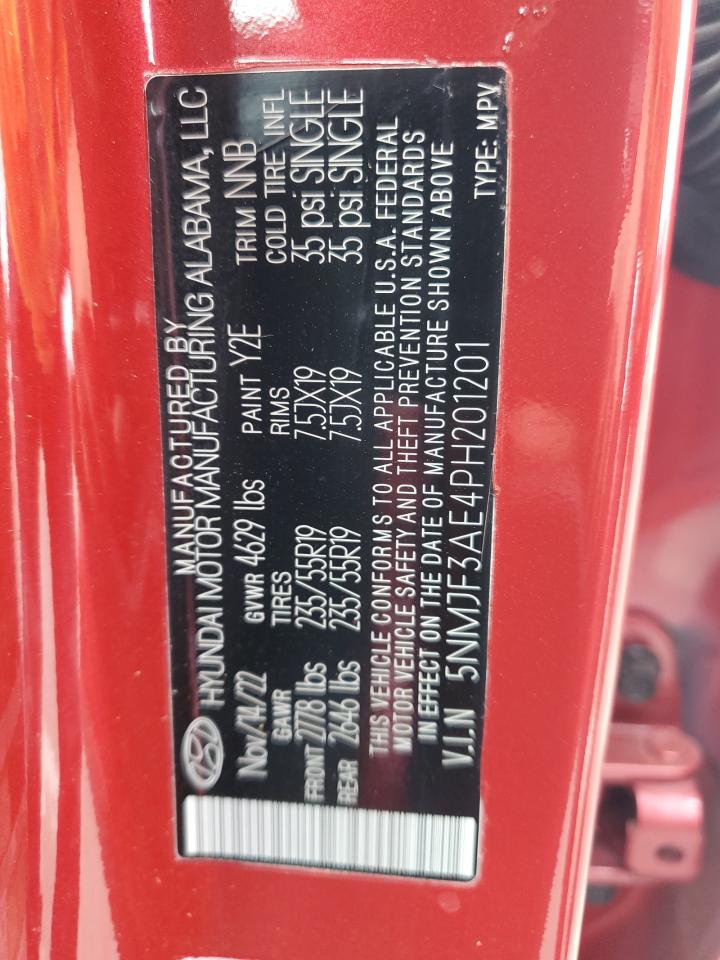 MANUFACTURED BY
HYUNDAI MOTOR MANUFACTURING ALABAMA, LLC
Nov/14/22 GVWR 4629 lbs PAINT Y2E TRIM NNB
GAWR TIRES RIMS COLD TIRE INFL
FRONT 2778 lbs 235/55R19 7.5JX19 35 psi SINGLE
REAR 2646 lbs 235/55R19 7.5JX19 35 psi SINGLE
THIS VEHICLE CONFORMS TO ALL APPLICABLE U.S.A. FEDERAL
MOTOR VEHICLE SAFETY AND THEFT PREVENTION STANDARDS
IN EFFECT ON THE DATE OF MANUFACTURE SHOWN ABOVE
V.I.N 5NMJF3AE4PH201201 TYPE: MPV